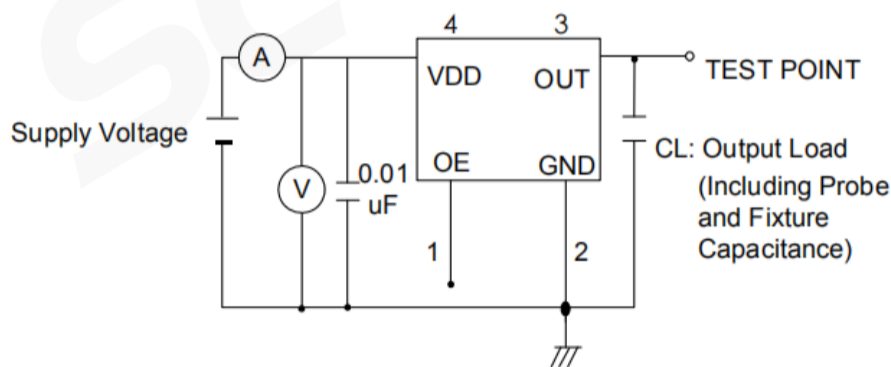 4 3
A
VDD OUT
TEST POINT
Supply Voltage
V
0.01
uF
OE GND
CL: Output Load
(Including Probe
and Fixture
Capacitance)
1 2